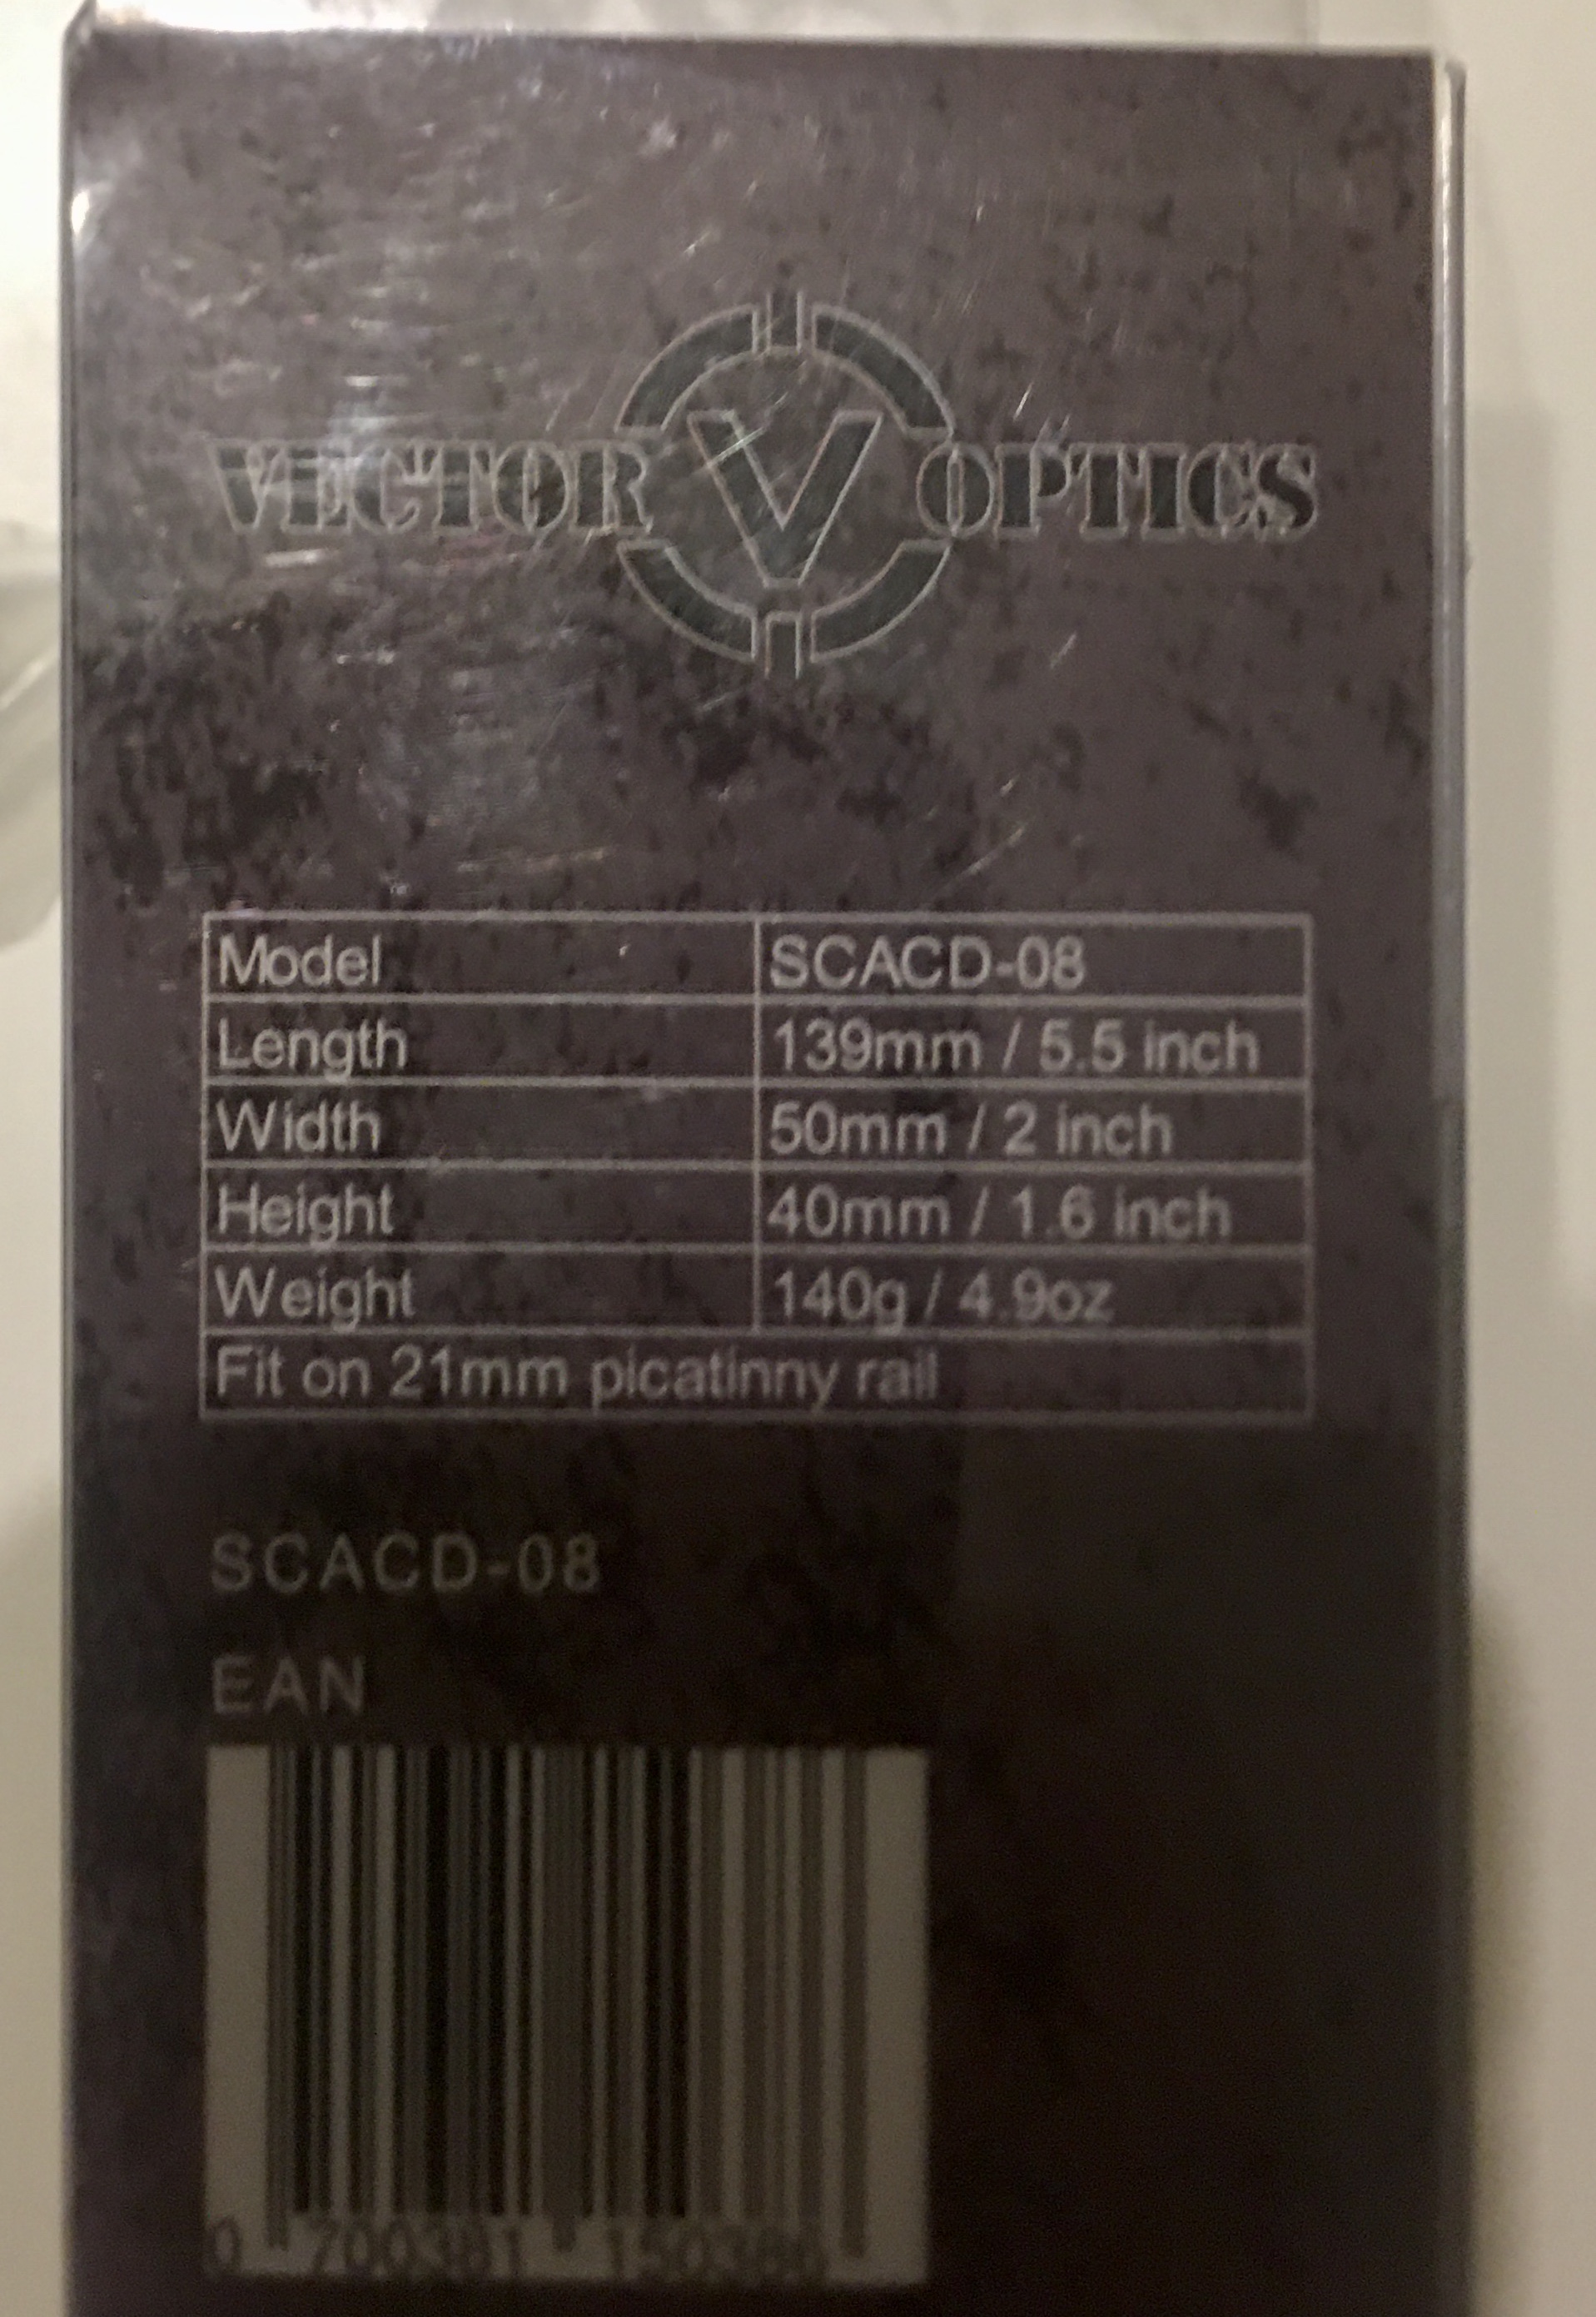 VECTOR V OPTICS
Model SCACD-08
Length 139mm / 5.5 inch
Width 50mm / 2 inch
Height 40mm / 1.6 inch
Weight 140g / 4.9oz
Fit on 21mm picatinny rail
SCACD-08
EAN
0